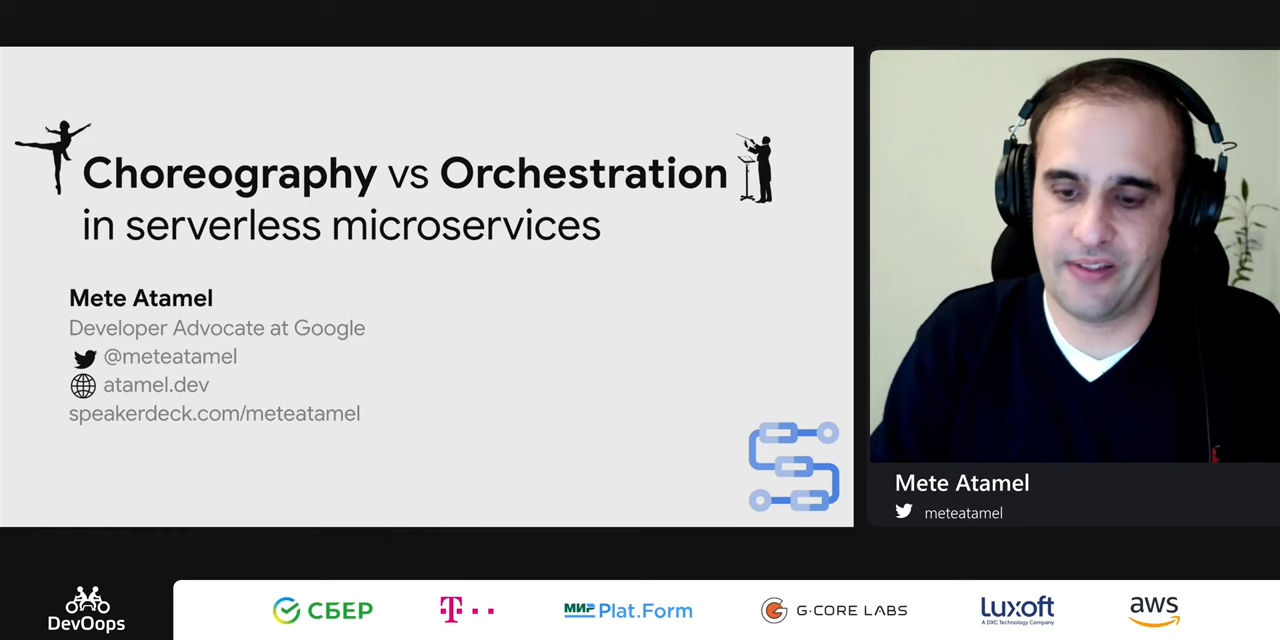 Choreography vs Orchestration
in serverless microservices
Mete Atamel
Developer Advocate at Google
@meteatamel
atamel.dev
speakerdeck.com/meteatamel
Mete Atamel
meteatamel
DevOops
СБЕР
T
МИР Plat.Form
G·CORE LABS
Luxoft
A DXC Technology Company
aws